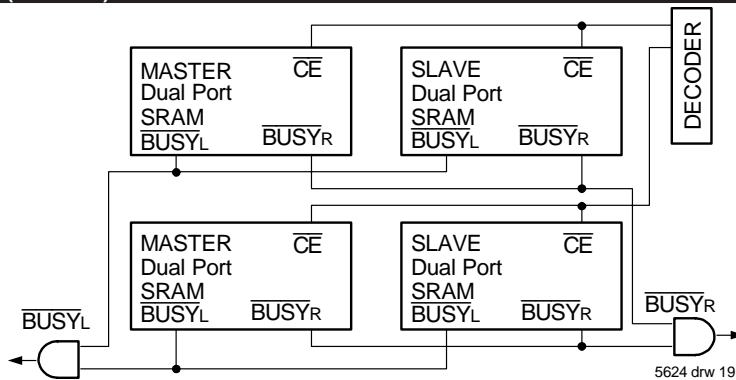 MASTER
Dual Port
SRAM
CE
BUSYL
BUSYR
SLAVE
Dual Port
SRAM
CE
BUSYL
BUSYR
DECODER
MASTER
Dual Port
SRAM
CE
BUSYL
BUSYR
SLAVE
Dual Port
SRAM
CE
BUSYL
BUSYR
BUSYL
BUSYR
5624 drw 19